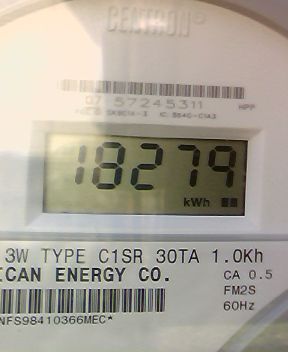 CENTRON®
07 57245311 HPP
18279
kWh
3W TYPE C1SR 30TA 1.0Kh
ICAN ENERGY CO. CA 0.5
FM2S
NFS98410366MEC* 60Hz